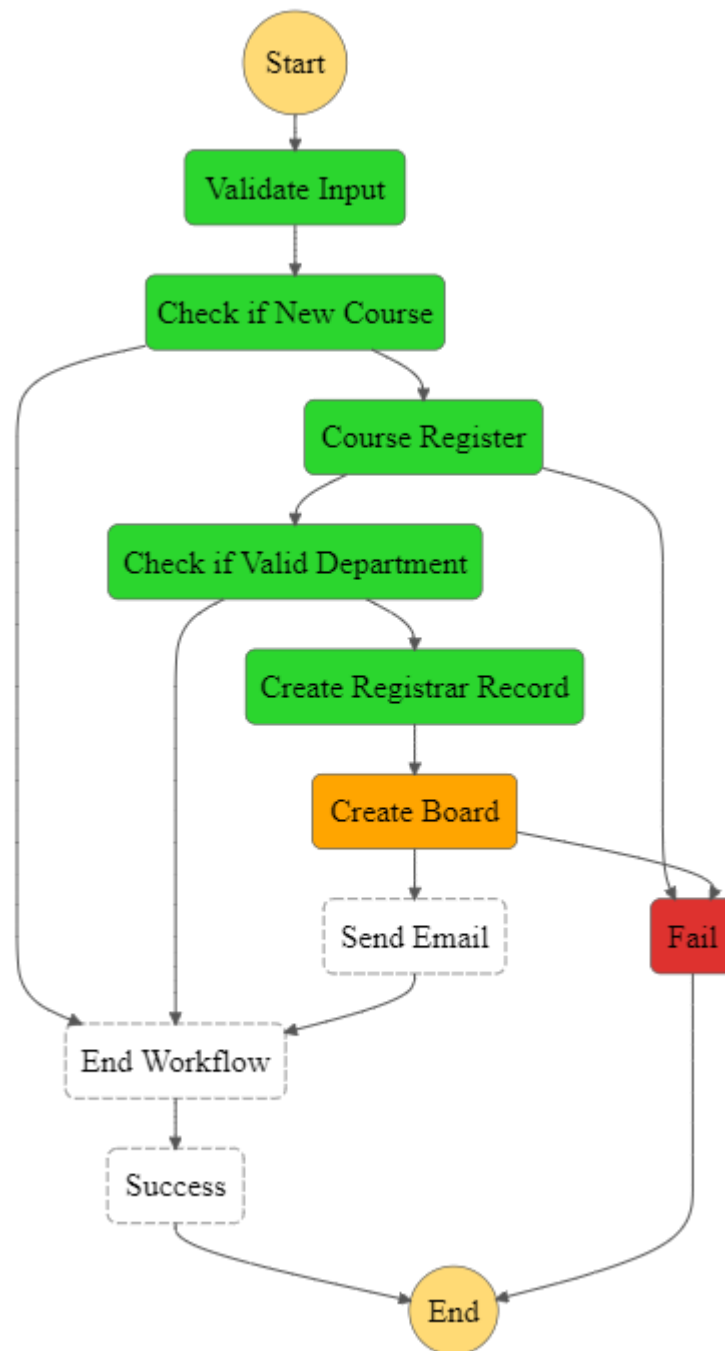 Start
Validate Input
Check if New Course
Course Register
Check if Valid Department
Create Registrar Record
Create Board
Send Email
Fail
End Workflow
Success
End